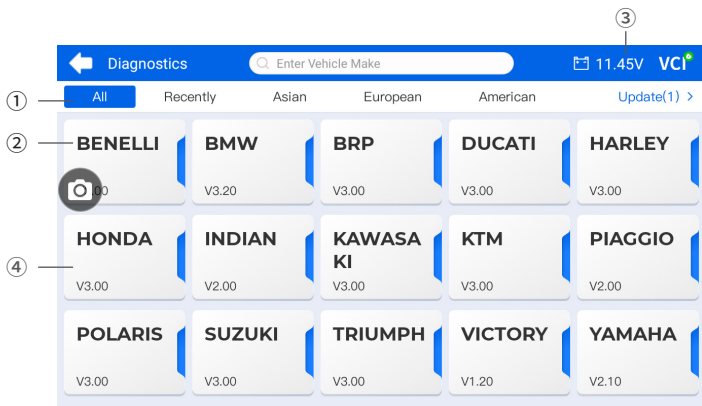 ③
Diagnostics Enter Vehicle Make 11.45V VCI
① All Recently Asian European American Update(1) >
② BENELLI BMW BRP DUCATI HARLEY
V3.20 V3.00 V3.00 V3.00
HONDA INDIAN KAWASA KTM PIAGGIO
KI
④ V3.00 V2.00 V3.00 V3.00 V2.00
POLARIS SUZUKI TRIUMPH VICTORY YAMAHA
V3.00 V3.00 V3.00 V1.20 V2.10